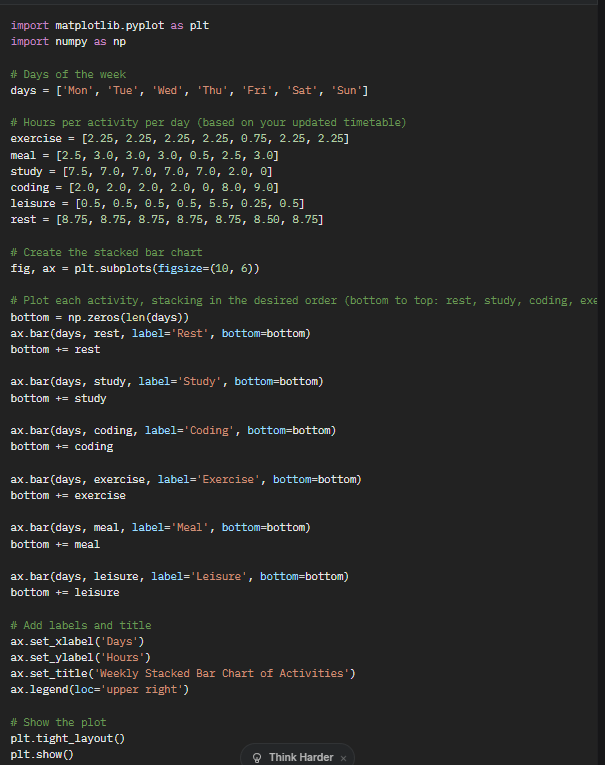 import matplotlib.pyplot as plt
import numpy as np
# Days of the week
days = ['Mon', 'Tue', 'Wed', 'Thu', 'Fri', 'Sat', 'Sun']
# Hours per activity per day (based on your updated timetable)
exercise = [2.25, 2.25, 2.25, 2.25, 0.75, 2.25, 2.25]
meal = [2.5, 3.0, 3.0, 3.0, 0.5, 2.5, 3.0]
study = [7.5, 7.0, 7.0, 7.0, 7.0, 2.0, 0]
coding = [2.0, 2.0, 2.0, 2.0, 0, 8.0, 9.0]
leisure = [0.5, 0.5, 0.5, 0.5, 5.5, 0.25, 0.5]
rest = [8.75, 8.75, 8.75, 8.75, 8.75, 8.50, 8.75]
# Create the stacked bar chart
fig, ax = plt.subplots(figsize=(10, 6))
# Plot each activity, stacking in the desired order (bottom to top: rest, study, coding, exe
bottom = np.zeros(len(days))
ax.bar(days, rest, label='Rest', bottom=bottom)
bottom += rest
ax.bar(days, study, label='Study', bottom=bottom)
bottom += study
ax.bar(days, coding, label='Coding', bottom=bottom)
bottom += coding
ax.bar(days, exercise, label='Exercise', bottom=bottom)
bottom += exercise
ax.bar(days, meal, label='Meal', bottom=bottom)
bottom += meal
ax.bar(days, leisure, label='Leisure', bottom=bottom)
bottom += leisure
# Add labels and title
ax.set_xlabel('Days')
ax.set_ylabel('Hours')
ax.set_title('Weekly Stacked Bar Chart of Activities')
ax.legend(loc='upper right')
# Show the plot
plt.tight_layout()
plt.show()
Think Harder ×